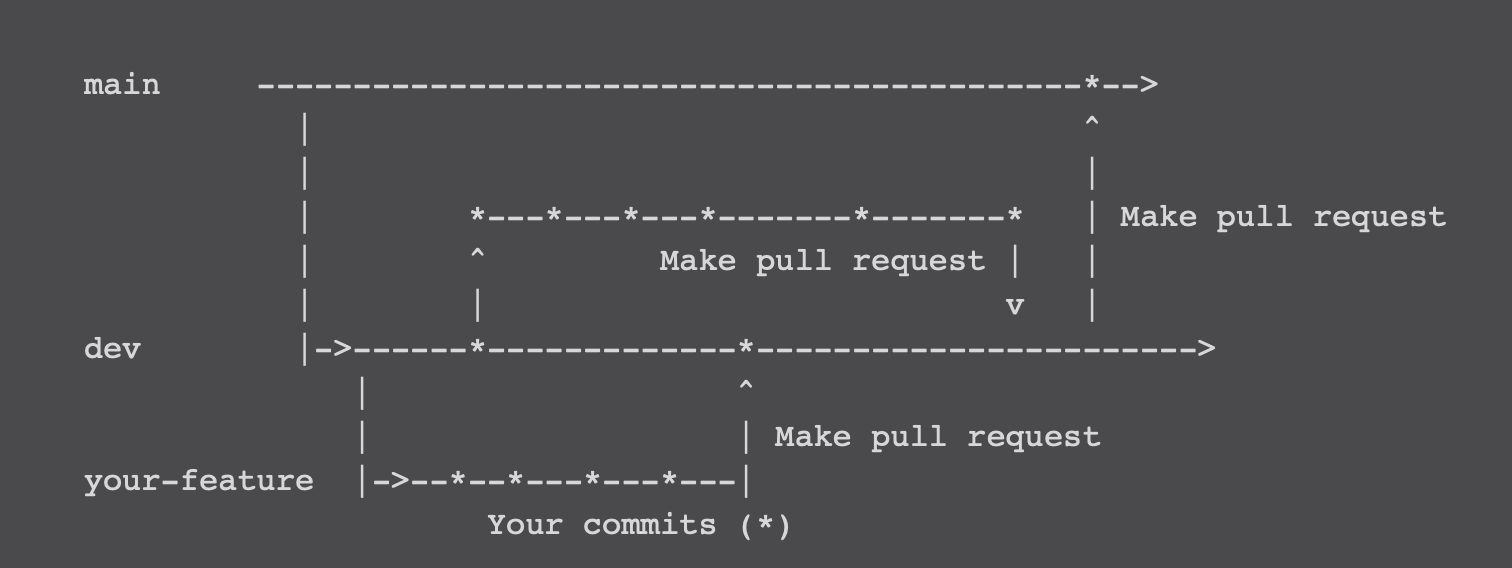 main     -------------------------------------------*-->
           |                                        ^
           |                                        |
           |        *---*---*---*-------*-------*   | Make pull request
           |        ^         Make pull request |   |
           |        |                           v   |
dev        |->------*-------------*----------------------->
              |                   ^
              |                   | Make pull request
your-feature  |->--*--*---*---*---|
                     Your commits (*)